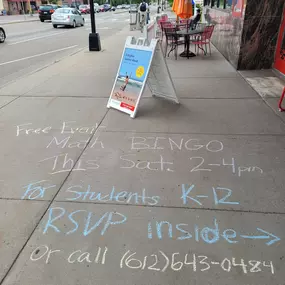 Free Event
Math BINGO
This Sat. 2-4pm
For Students K-12
RSVP inside →
Or call (612)643-0484